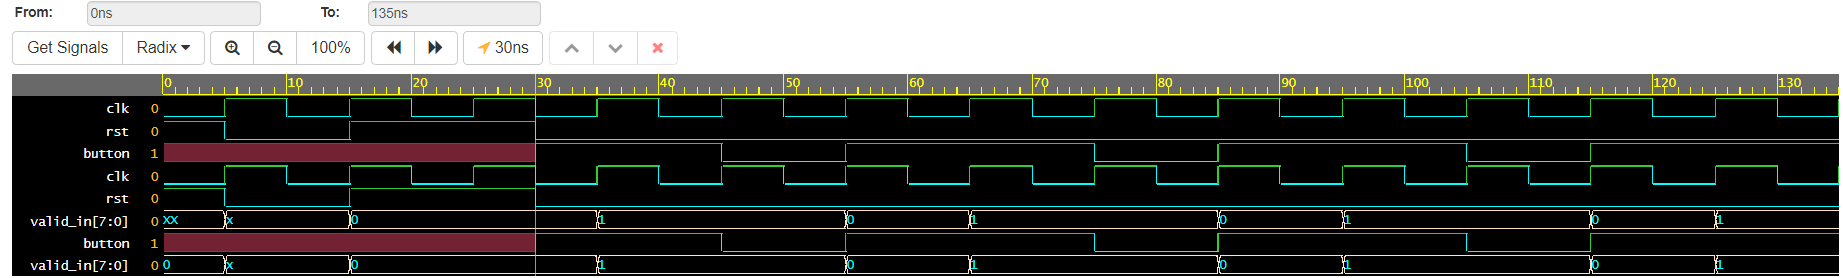 From: 0ns To: 135ns
Get Signals Radix 100% 30ns
0 10 20 30 40 50 60 70 80 90 100 110 120 130
clk 0
rst 0
button 1
clk 0
rst 0
valid_in[7:0] 0 XX x 0 1 0 1 0 1 0 1
button 1
valid_in[7:0] 0 0 x 0 1 0 1 0 1 0 1